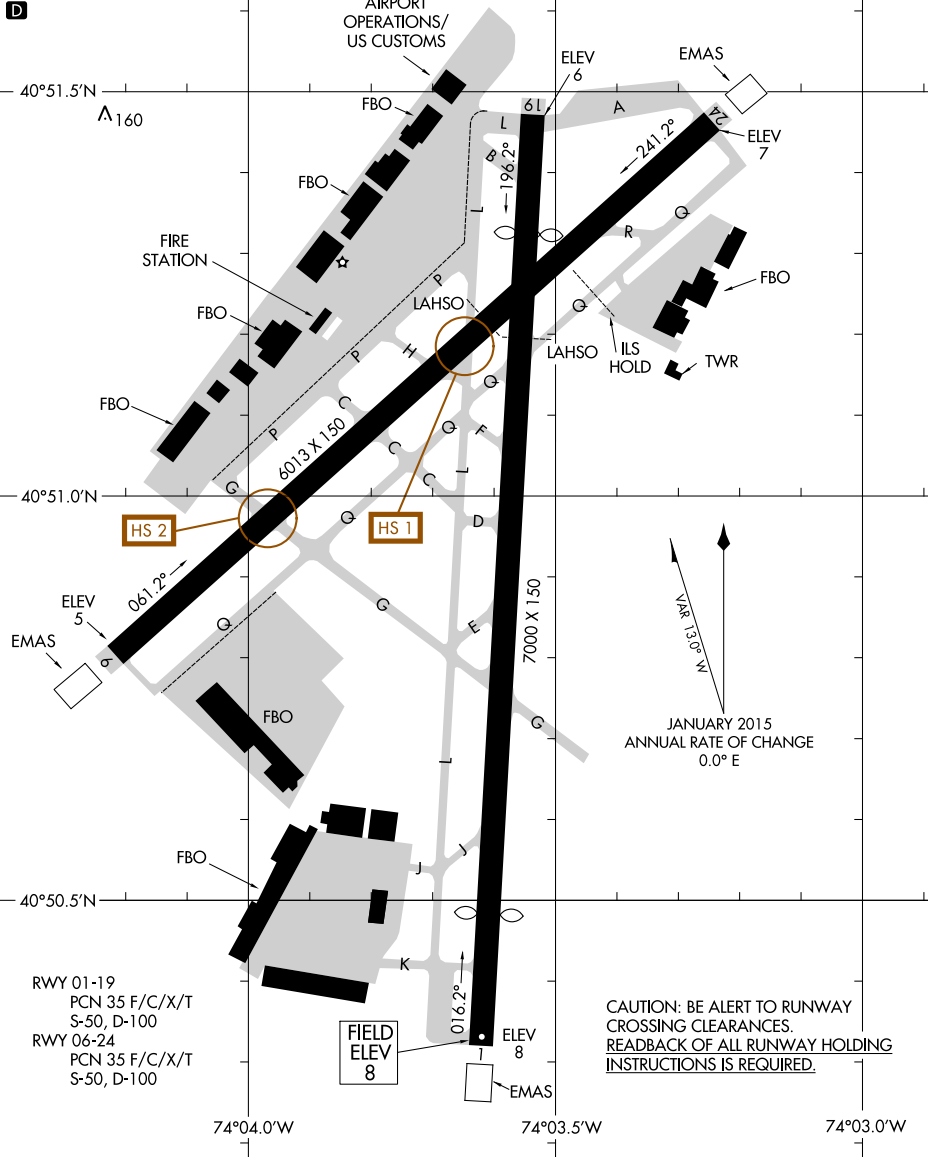 D
AIRPORT
OPERATIONS/
US CUSTOMS
ELEV
6
EMAS
40°51.5'N
160
FBO
19
L
A
24
ELEV
7
B
196.2°
241.2°
FBO
L
Q
R
FIRE
STATION
FBO
P
LAHSO
Q
FBO
P
H
LAHSO
ILS
HOLD
TWR
Q
FBO
C
P
6013 X 150
Q
F
C
L
C
G
40°51.0'N
HS 2
Q
HS 1
D
061.2°
ELEV
5
G
Q
E
7000 X 150
VAR 13.0° W
EMAS
6
FBO
G
JANUARY 2015
ANNUAL RATE OF CHANGE
0.0° E
L
FBO
J
J
40°50.5'N
K
016.2°
RWY 01-19
PCN 35 F/C/X/T
S-50, D-100
RWY 06-24
PCN 35 F/C/X/T
S-50, D-100
FIELD
ELEV
8
1
ELEV
8
EMAS
CAUTION: BE ALERT TO RUNWAY
CROSSING CLEARANCES.
READBACK OF ALL RUNWAY HOLDING
INSTRUCTIONS IS REQUIRED.
74°04.0'W
74°03.5'W
74°03.0'W